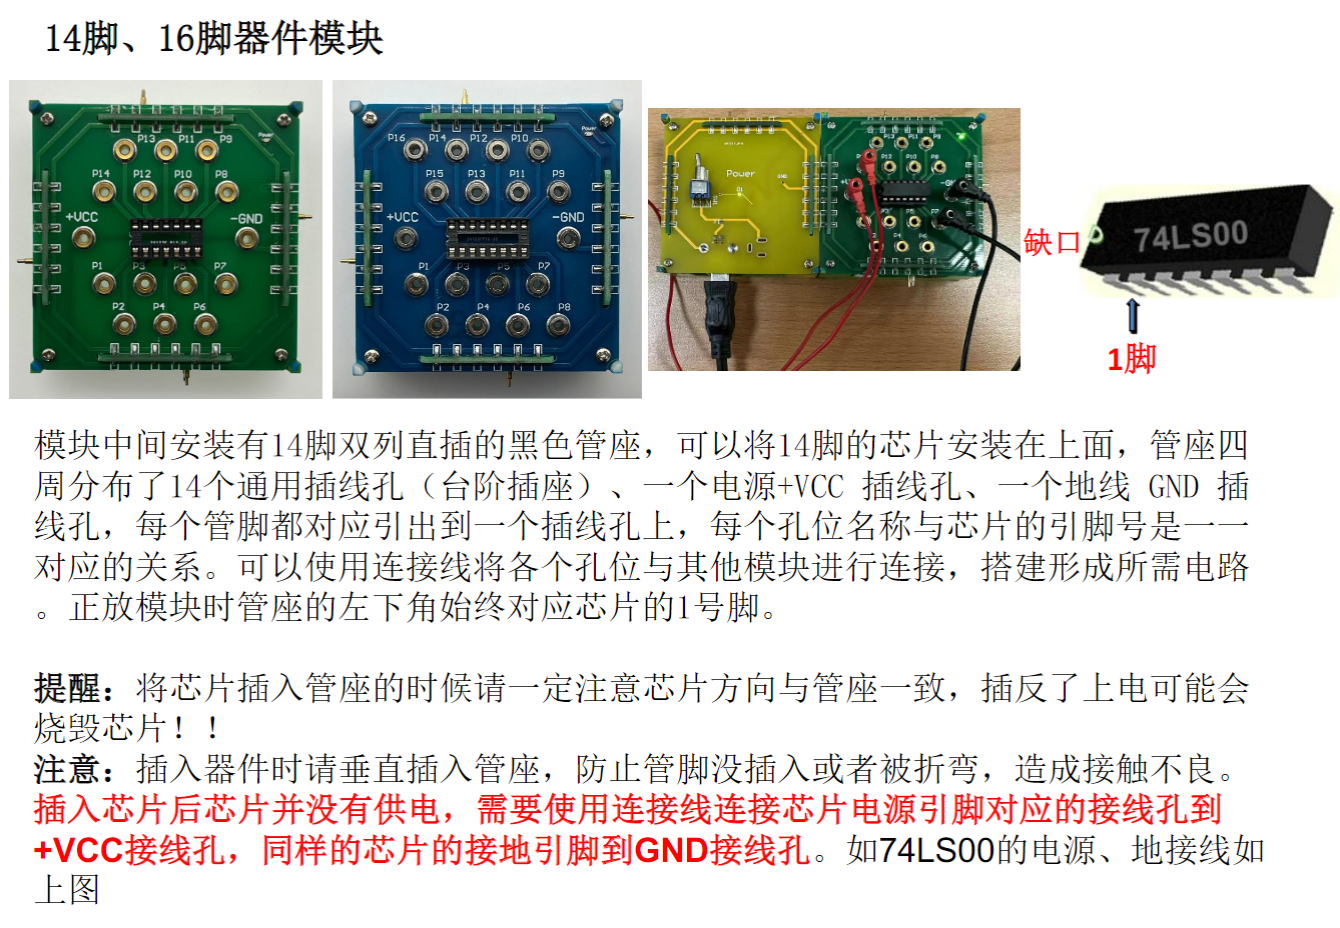 14脚、16脚器件模块
P13 P11 P9
Power
P14 P12 P10 P8
+VCC -GND
P1 P3 P5 P7
P2 P4 P6
P16 P14 P12 P10
Power
P15 P13 P11 P9
+VCC -GND
P1 P3 P5 P7
P2 P4 P6 P8
Power
GND
P13 P11 P9
P12 P10 P8
缺口
74LS00
1脚
模块中间安装有14脚双列直插的黑色管座，可以将14脚的芯片安装在上面，管座四
周分布了14个通用插线孔（台阶插座）、一个电源+VCC 插线孔、一个地线 GND 插
线孔，每个管脚都对应引出到一个插线孔上，每个孔位名称与芯片的引脚号是一一
对应的关系。可以使用连接线将各个孔位与其他模块进行连接，搭建形成所需电路
。正放模块时管座的左下角始终对应芯片的1号脚。
提醒：将芯片插入管座的时候请一定注意芯片方向与管座一致，插反了上电可能会
烧毁芯片！！
注意：插入器件时请垂直插入管座，防止管脚没插入或者被折弯，造成接触不良。
插入芯片后芯片并没有供电，需要使用连接线连接芯片电源引脚对应的接线孔到
+VCC接线孔，同样的芯片的接地引脚到GND接线孔。如74LS00的电源、地接线如
上图